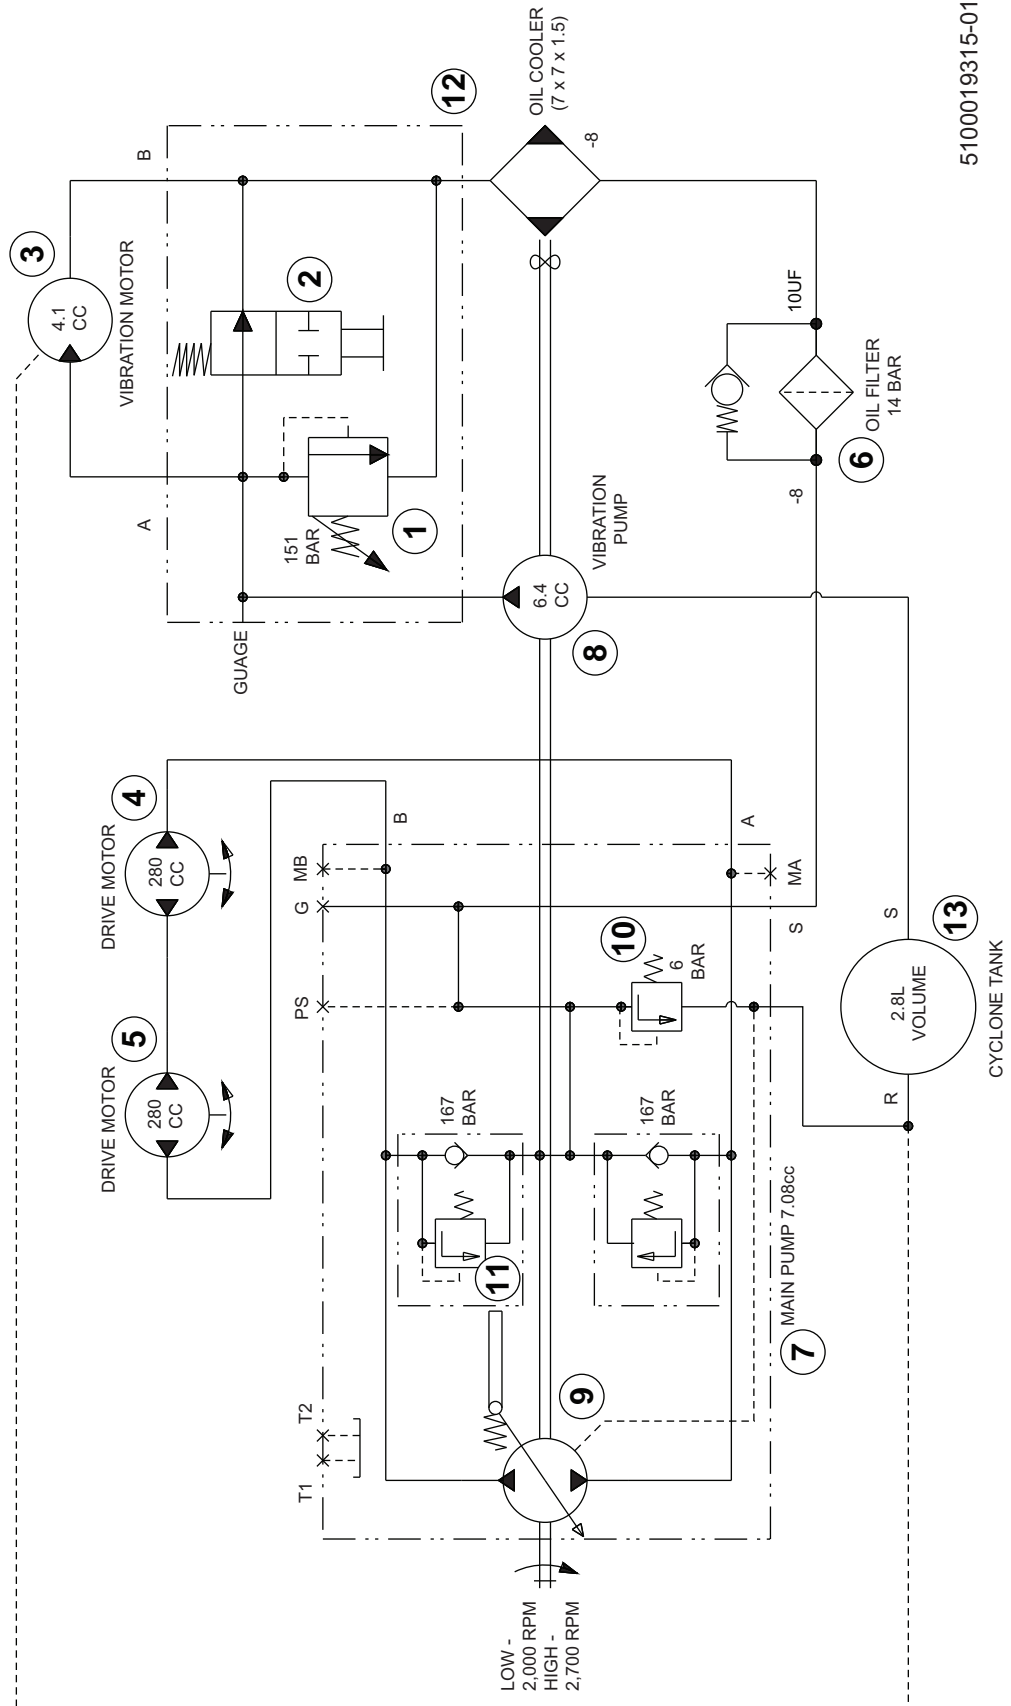 3
4.1
CC
VIBRATION MOTOR
DRIVE MOTOR
5
280
CC
DRIVE MOTOR
4
280
CC
A
B
GUAGE
151
BAR
1
2
12
T1
T2
PS
G
MB
B
11
167
BAR
LOW -
2,000 RPM
HIGH -
2,700 RPM
9
167
BAR
10
6
BAR
8
6.4
CC
VIBRATION
PUMP
OIL COOLER
(7 x 7 x 1.5)
-8
7
MAIN PUMP 7.08cc
A
MA
S
-8
10UF
6
OIL FILTER
14 BAR
R
S
2.8L
VOLUME
13
CYCLONE TANK
5100019315-01